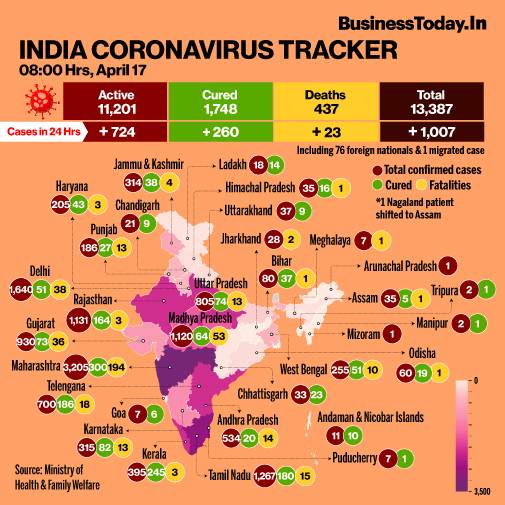 BusinessToday.In
INDIA CORONAVIRUS TRACKER
08:00 Hrs, April 17
Active
11,201
Cured
1,748
Deaths
437
Total
13,387
Cases in 24 Hrs
+ 724
+ 260
+ 23
+ 1,007
Including 76 foreign nationals & 1 migrated case
Total confirmed cases
Cured
Fatalities
*1 Nagaland patient
shifted to Assam
Jammu & Kashmir
314 38 4
Ladakh 18 14
Haryana
205 43 3
Himachal Pradesh 35 16 1
Chandigarh
21 9
Uttarakhand 37 9
Punjab
186 27 13
Jharkhand 28 2
Meghalaya 7 1
Bihar
80 37 1
Arunachal Pradesh 1
Delhi
1,640 51 38
Uttar Pradesh
805 74 13
Assam 35 5 1
Tripura 2 1
Rajasthan
1,131 164 3
Madhya Pradesh
1,120 64 53
Manipur 2 1
Gujarat
930 73 36
Mizoram 1
Odisha
60 19 1
Maharashtra 3,205 300 194
West Bengal 255 51 10
Telengana
700 186 18
Chhattisgarh 33 23
Goa 7 6
Andhra Pradesh
534 20 14
Andaman & Nicobar Islands
11 10
Karnataka
315 82 13
Kerala
395 245 3
Puducherry 7 1
Tamil Nadu 1,267 180 15
0
3,500
Source: Ministry of
Health & Family Welfare